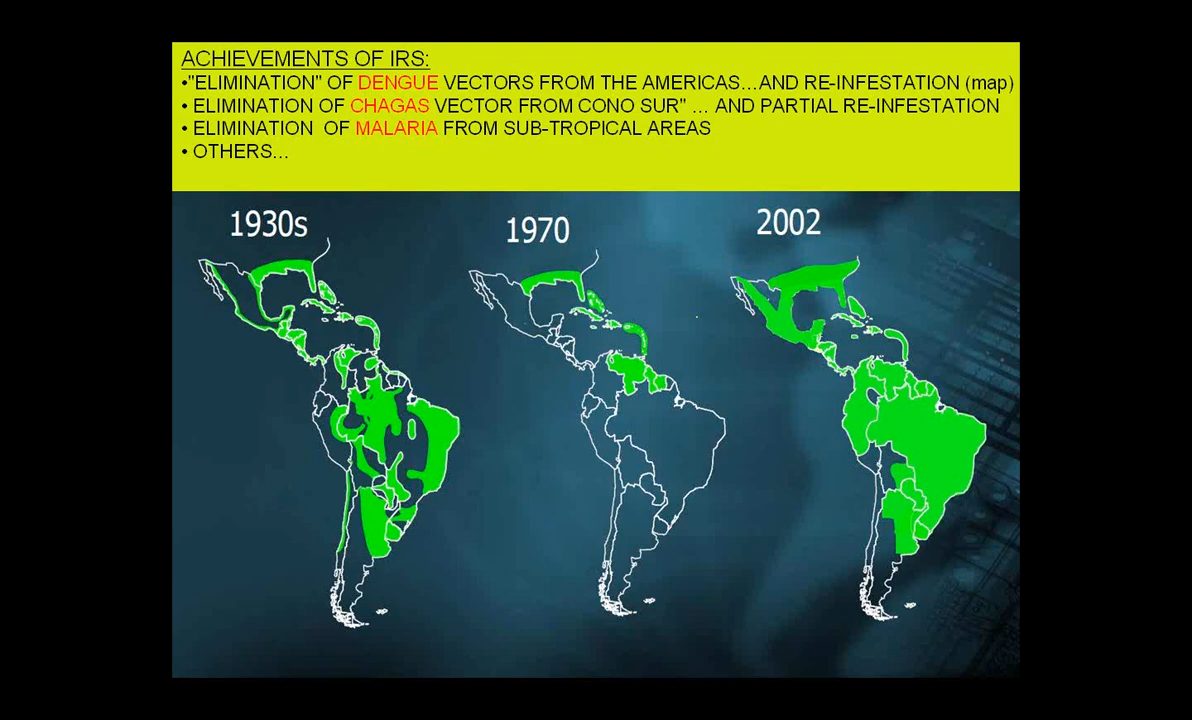 ACHIEVEMENTS OF IRS:
•"ELIMINATION" OF DENGUE VECTORS FROM THE AMERICAS...AND RE-INFESTATION (map)
• ELIMINATION OF CHAGAS VECTOR FROM CONO SUR" ... AND PARTIAL RE-INFESTATION
• ELIMINATION OF MALARIA FROM SUB-TROPICAL AREAS
• OTHERS...
1930s
1970
2002